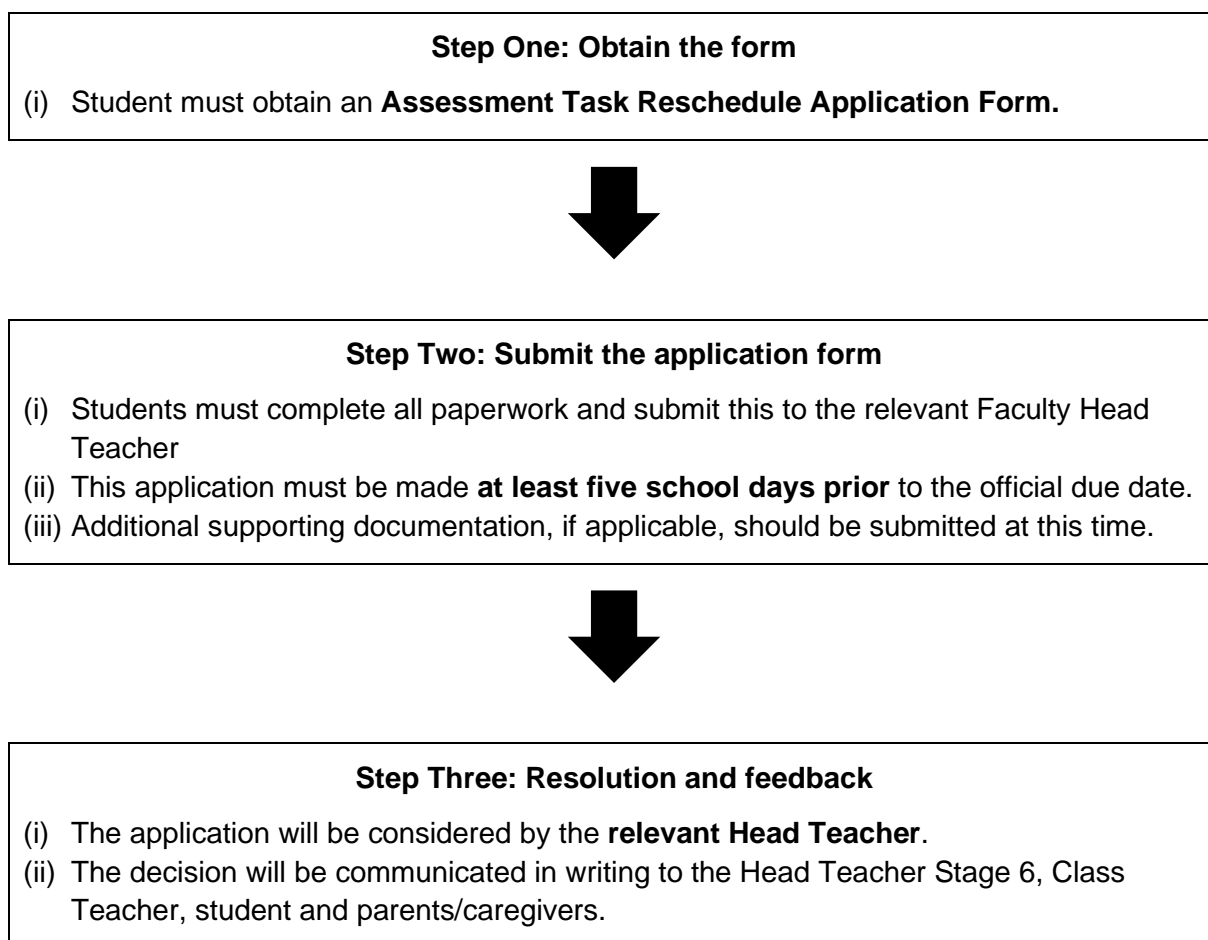 Step One: Obtain the form
(i) Student must obtain an Assessment Task Reschedule Application Form.
Step Two: Submit the application form
(i) Students must complete all paperwork and submit this to the relevant Faculty Head
Teacher
(ii) This application must be made at least five school days prior to the official due date.
(iii) Additional supporting documentation, if applicable, should be submitted at this time.
Step Three: Resolution and feedback
(i) The application will be considered by the relevant Head Teacher.
(ii) The decision will be communicated in writing to the Head Teacher Stage 6, Class
Teacher, student and parents/caregivers.